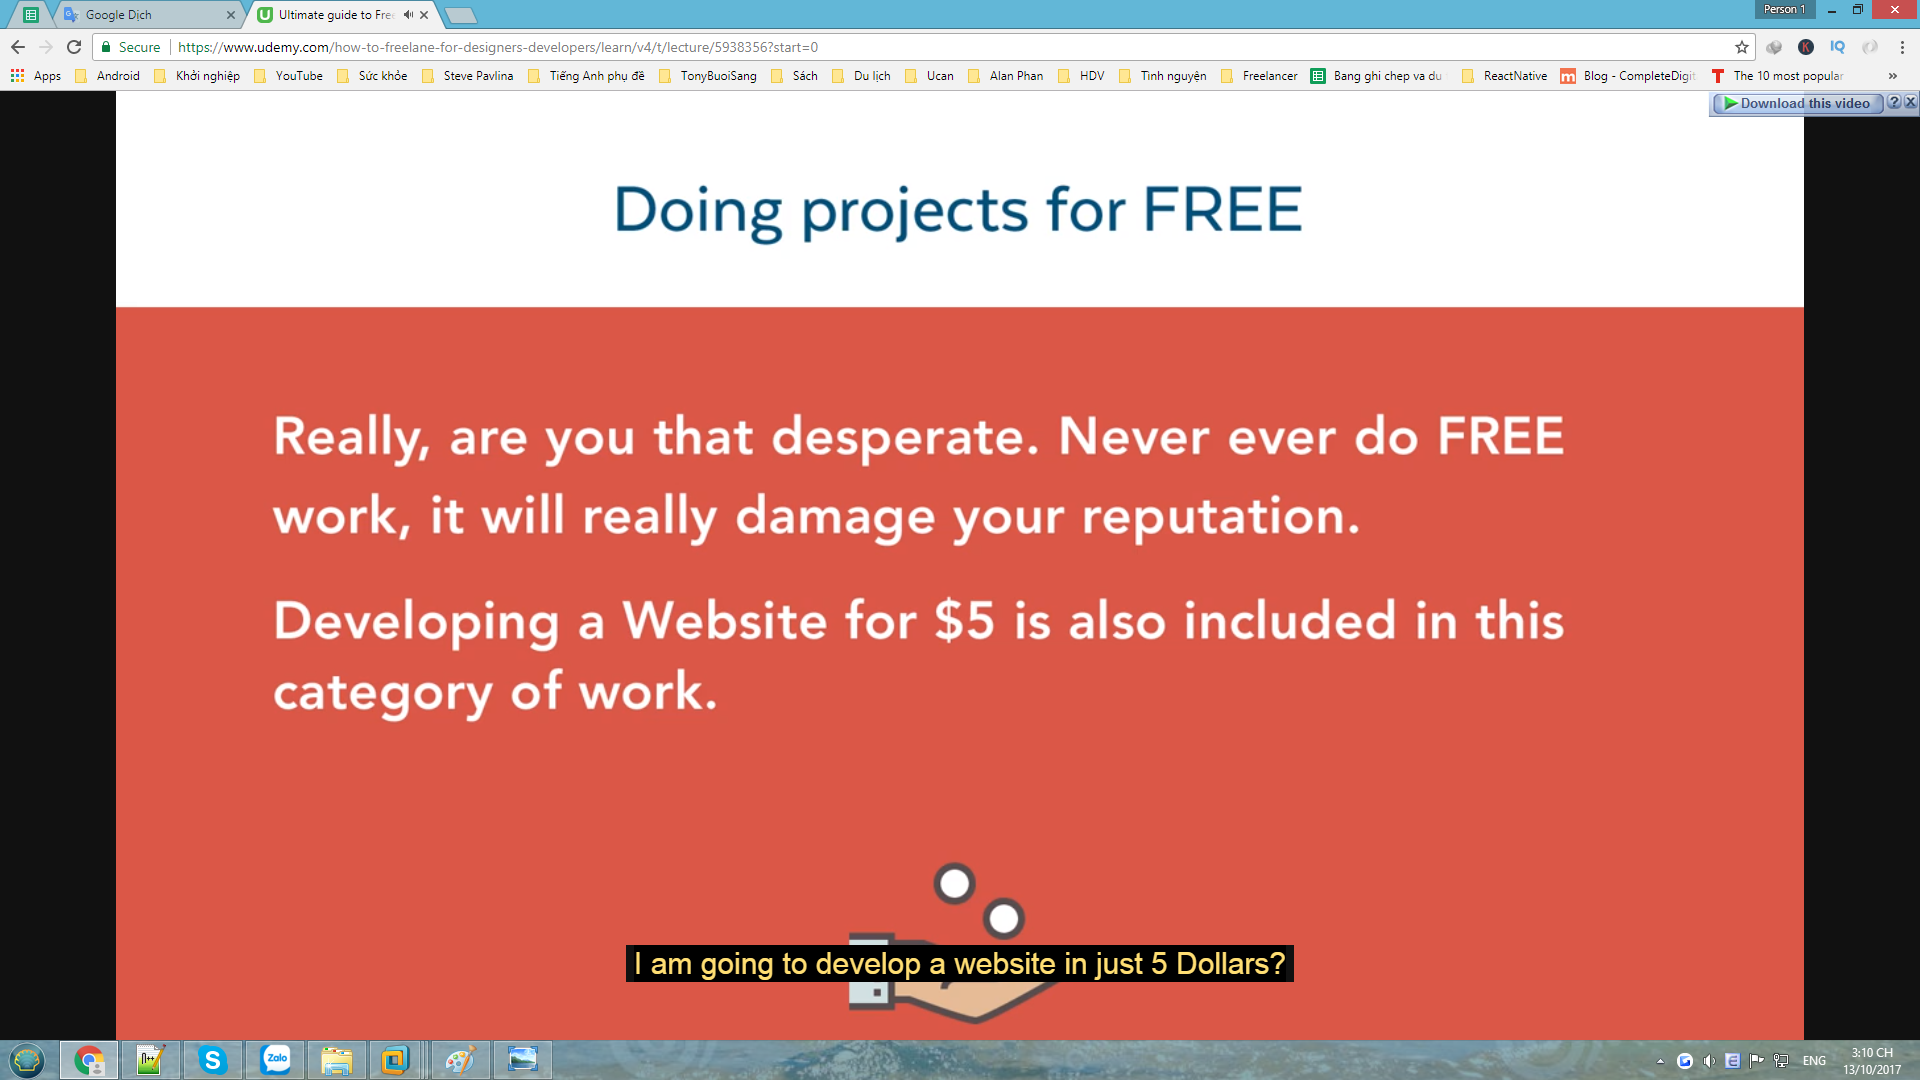 Google Dịch
Ultimate guide to Fre
Person 1
Secure
https://www.udemy.com/how-to-freelane-for-designers-developers/learn/v4/t/lecture/5938356?start=0
Apps
Android
Khởi nghiệp
YouTube
Sức khỏe
Steve Pavlina
Tiếng Anh phụ đề
TonyBuoiSang
Sách
Du lịch
Ucan
Alan Phan
HDV
Tình nguyện
Freelancer
Bang ghi chep va du
ReactNative
Blog - CompleteDigit
The 10 most popular
Download this video
Doing projects for FREE
Really, are you that desperate. Never ever do FREE
work, it will really damage your reputation.
Developing a Website for $5 is also included in this
category of work.
I am going to develop a website in just 5 Dollars?
Zalo
ENG
3:10 CH
13/10/2017